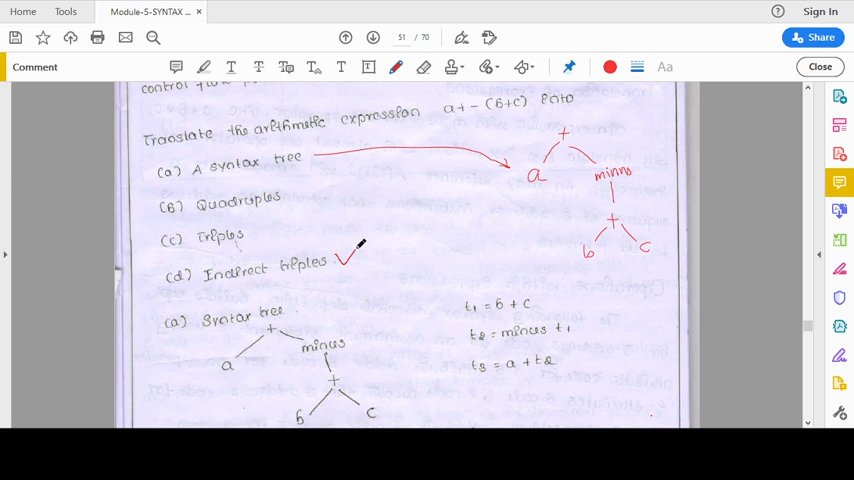 Home
Tools
Module-5-SYNTAX ...
×
?
Sign In
51 / 70
Share
Comment
Aa
Close
Translate the arithmetic expression a+-(b+c) into
(a) A syntax tree
(b) Quadruples
(c) Triples
(d) Indirect triples
+
a
minus
+
b
c
(a) Syntax tree
+
a
minus
+
b
c
t1 = b + c
t2 = minus t1
t3 = a + t2